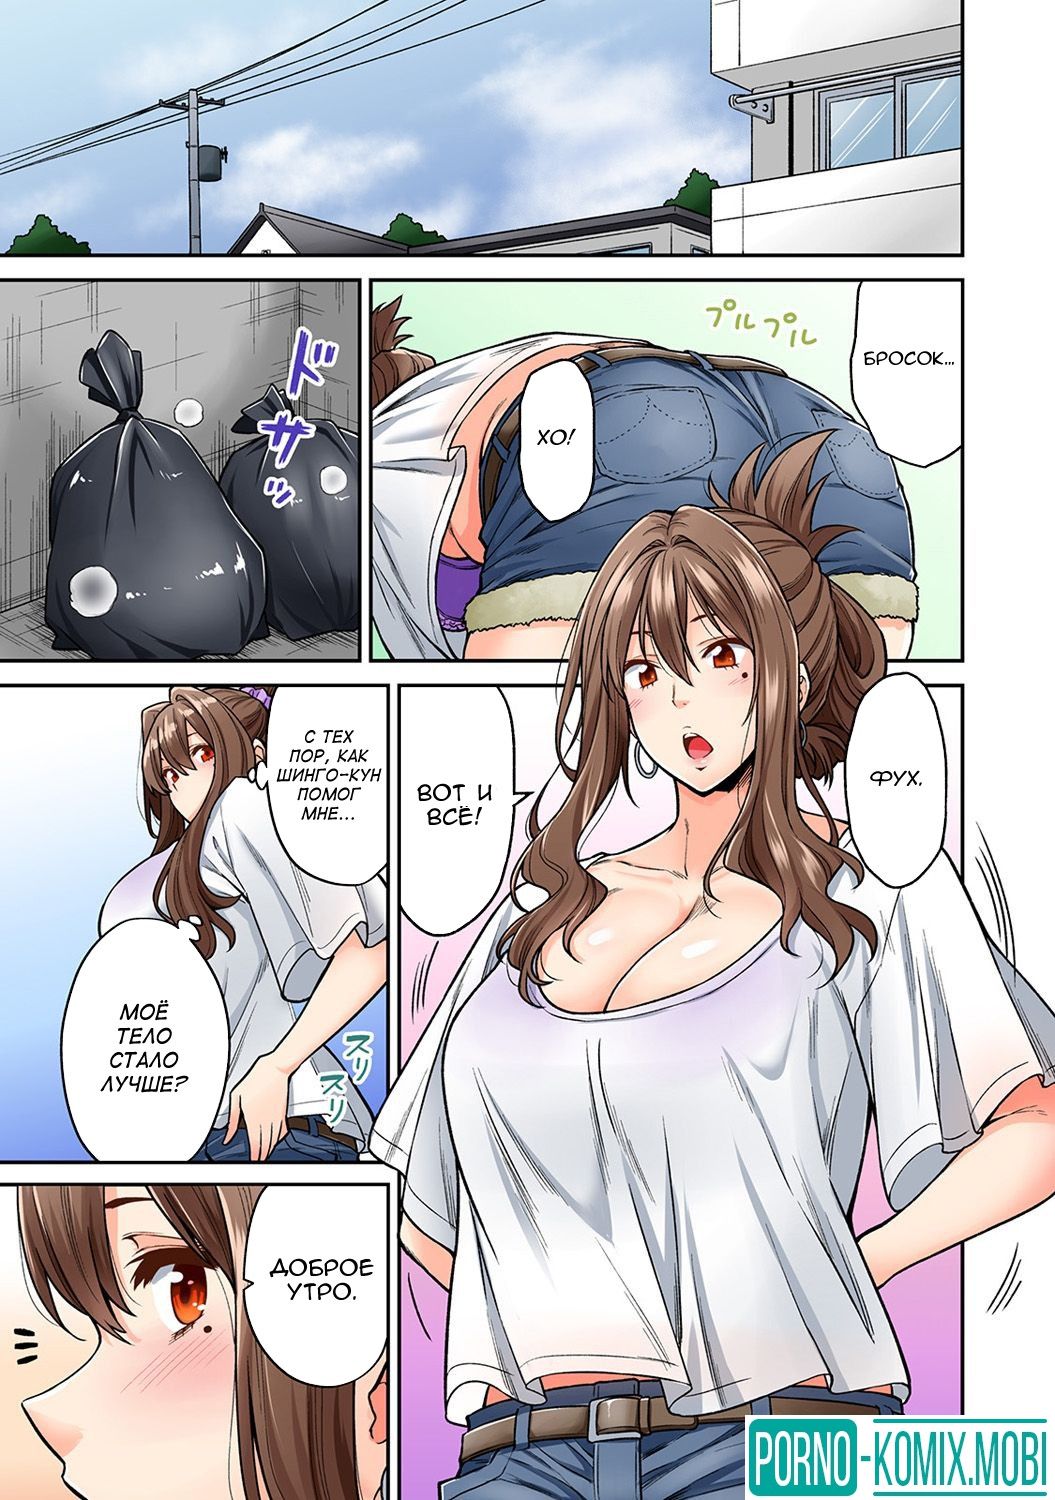 プルプル
БРОСОК...
ХО!
ドサッ
ФУХ.
ВОТ И
ВСЁ!
С ТЕХ
ПОР, КАК
ШИНГО-КУН
ПОМОГ
МНЕ...
МОЁ
ТЕЛО
СТАЛО
ЛУЧШЕ?
スリ
スリ
ДОБРОЕ
УТРО.
PORNO-KOMIX.MOBI